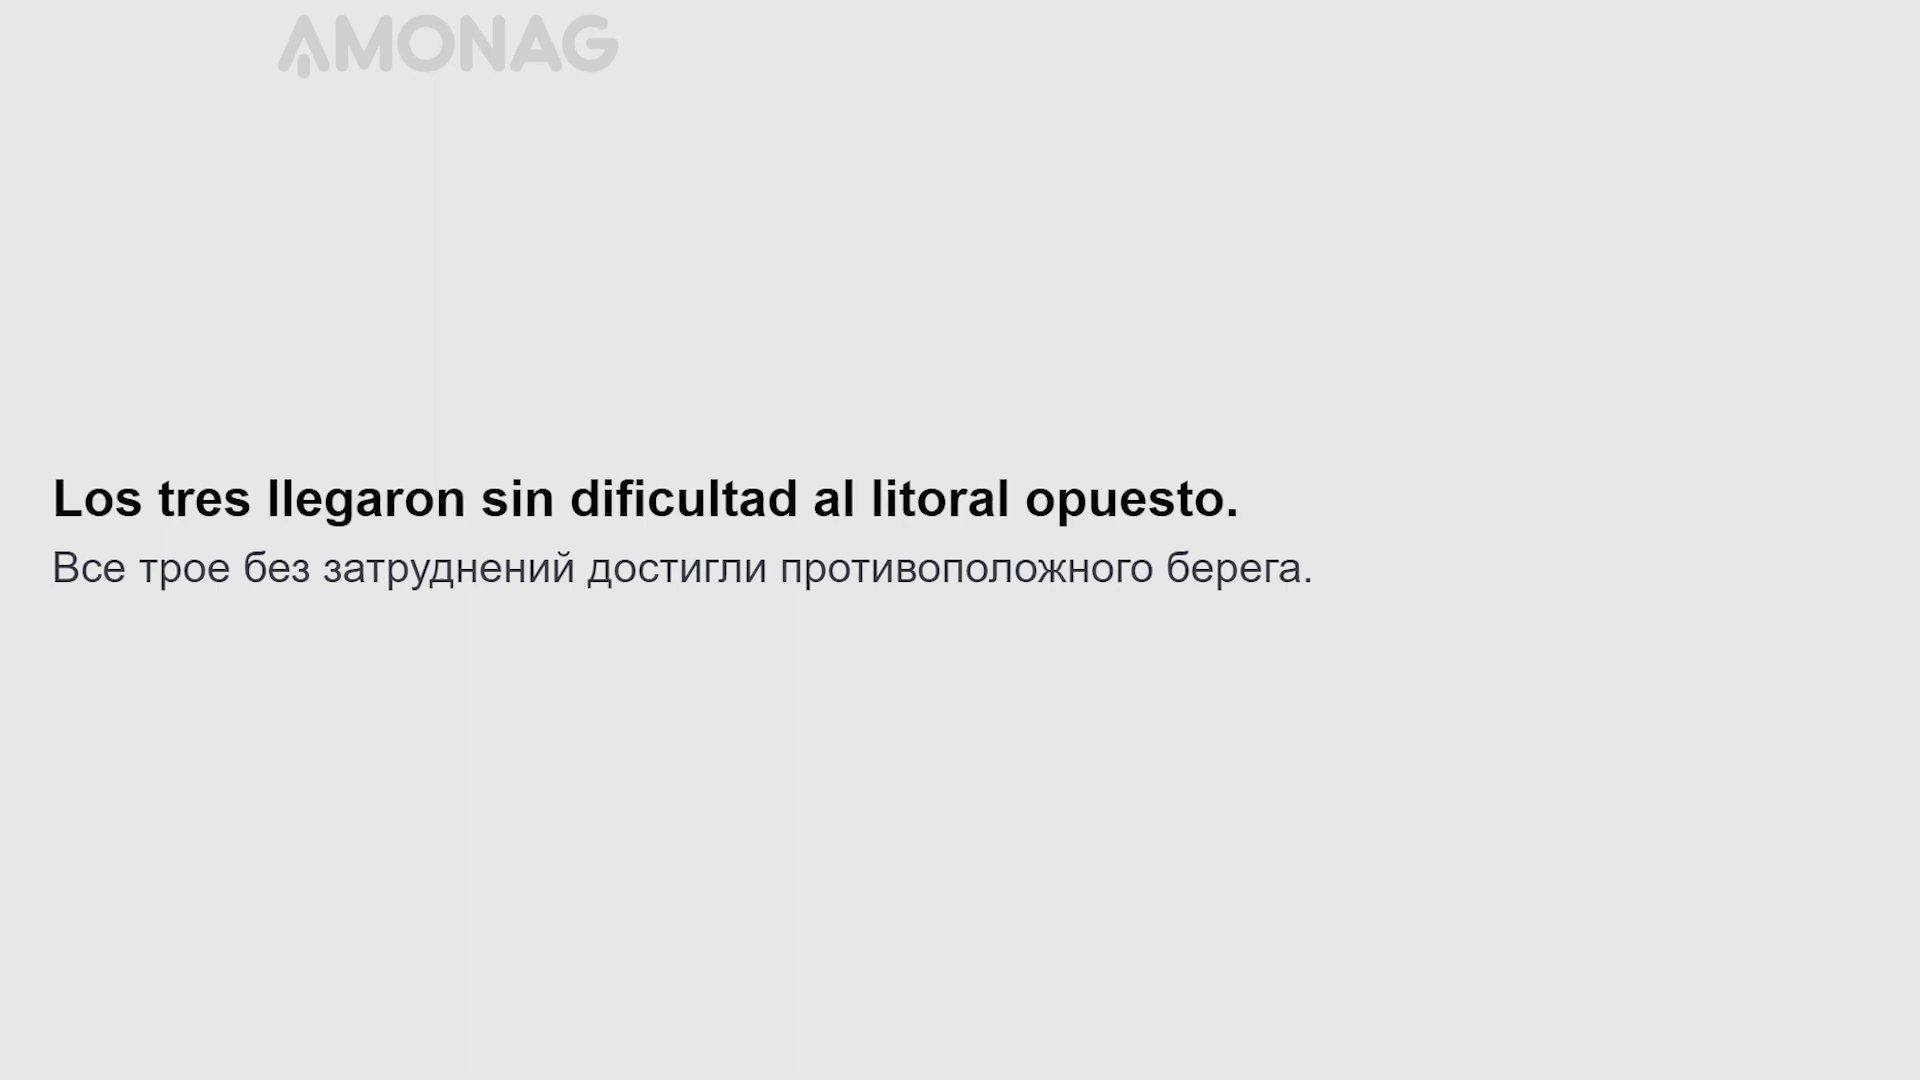 AMONAG
Los tres llegaron sin dificultad al litoral opuesto.
Все трое без затруднений достигли противоположного берега.